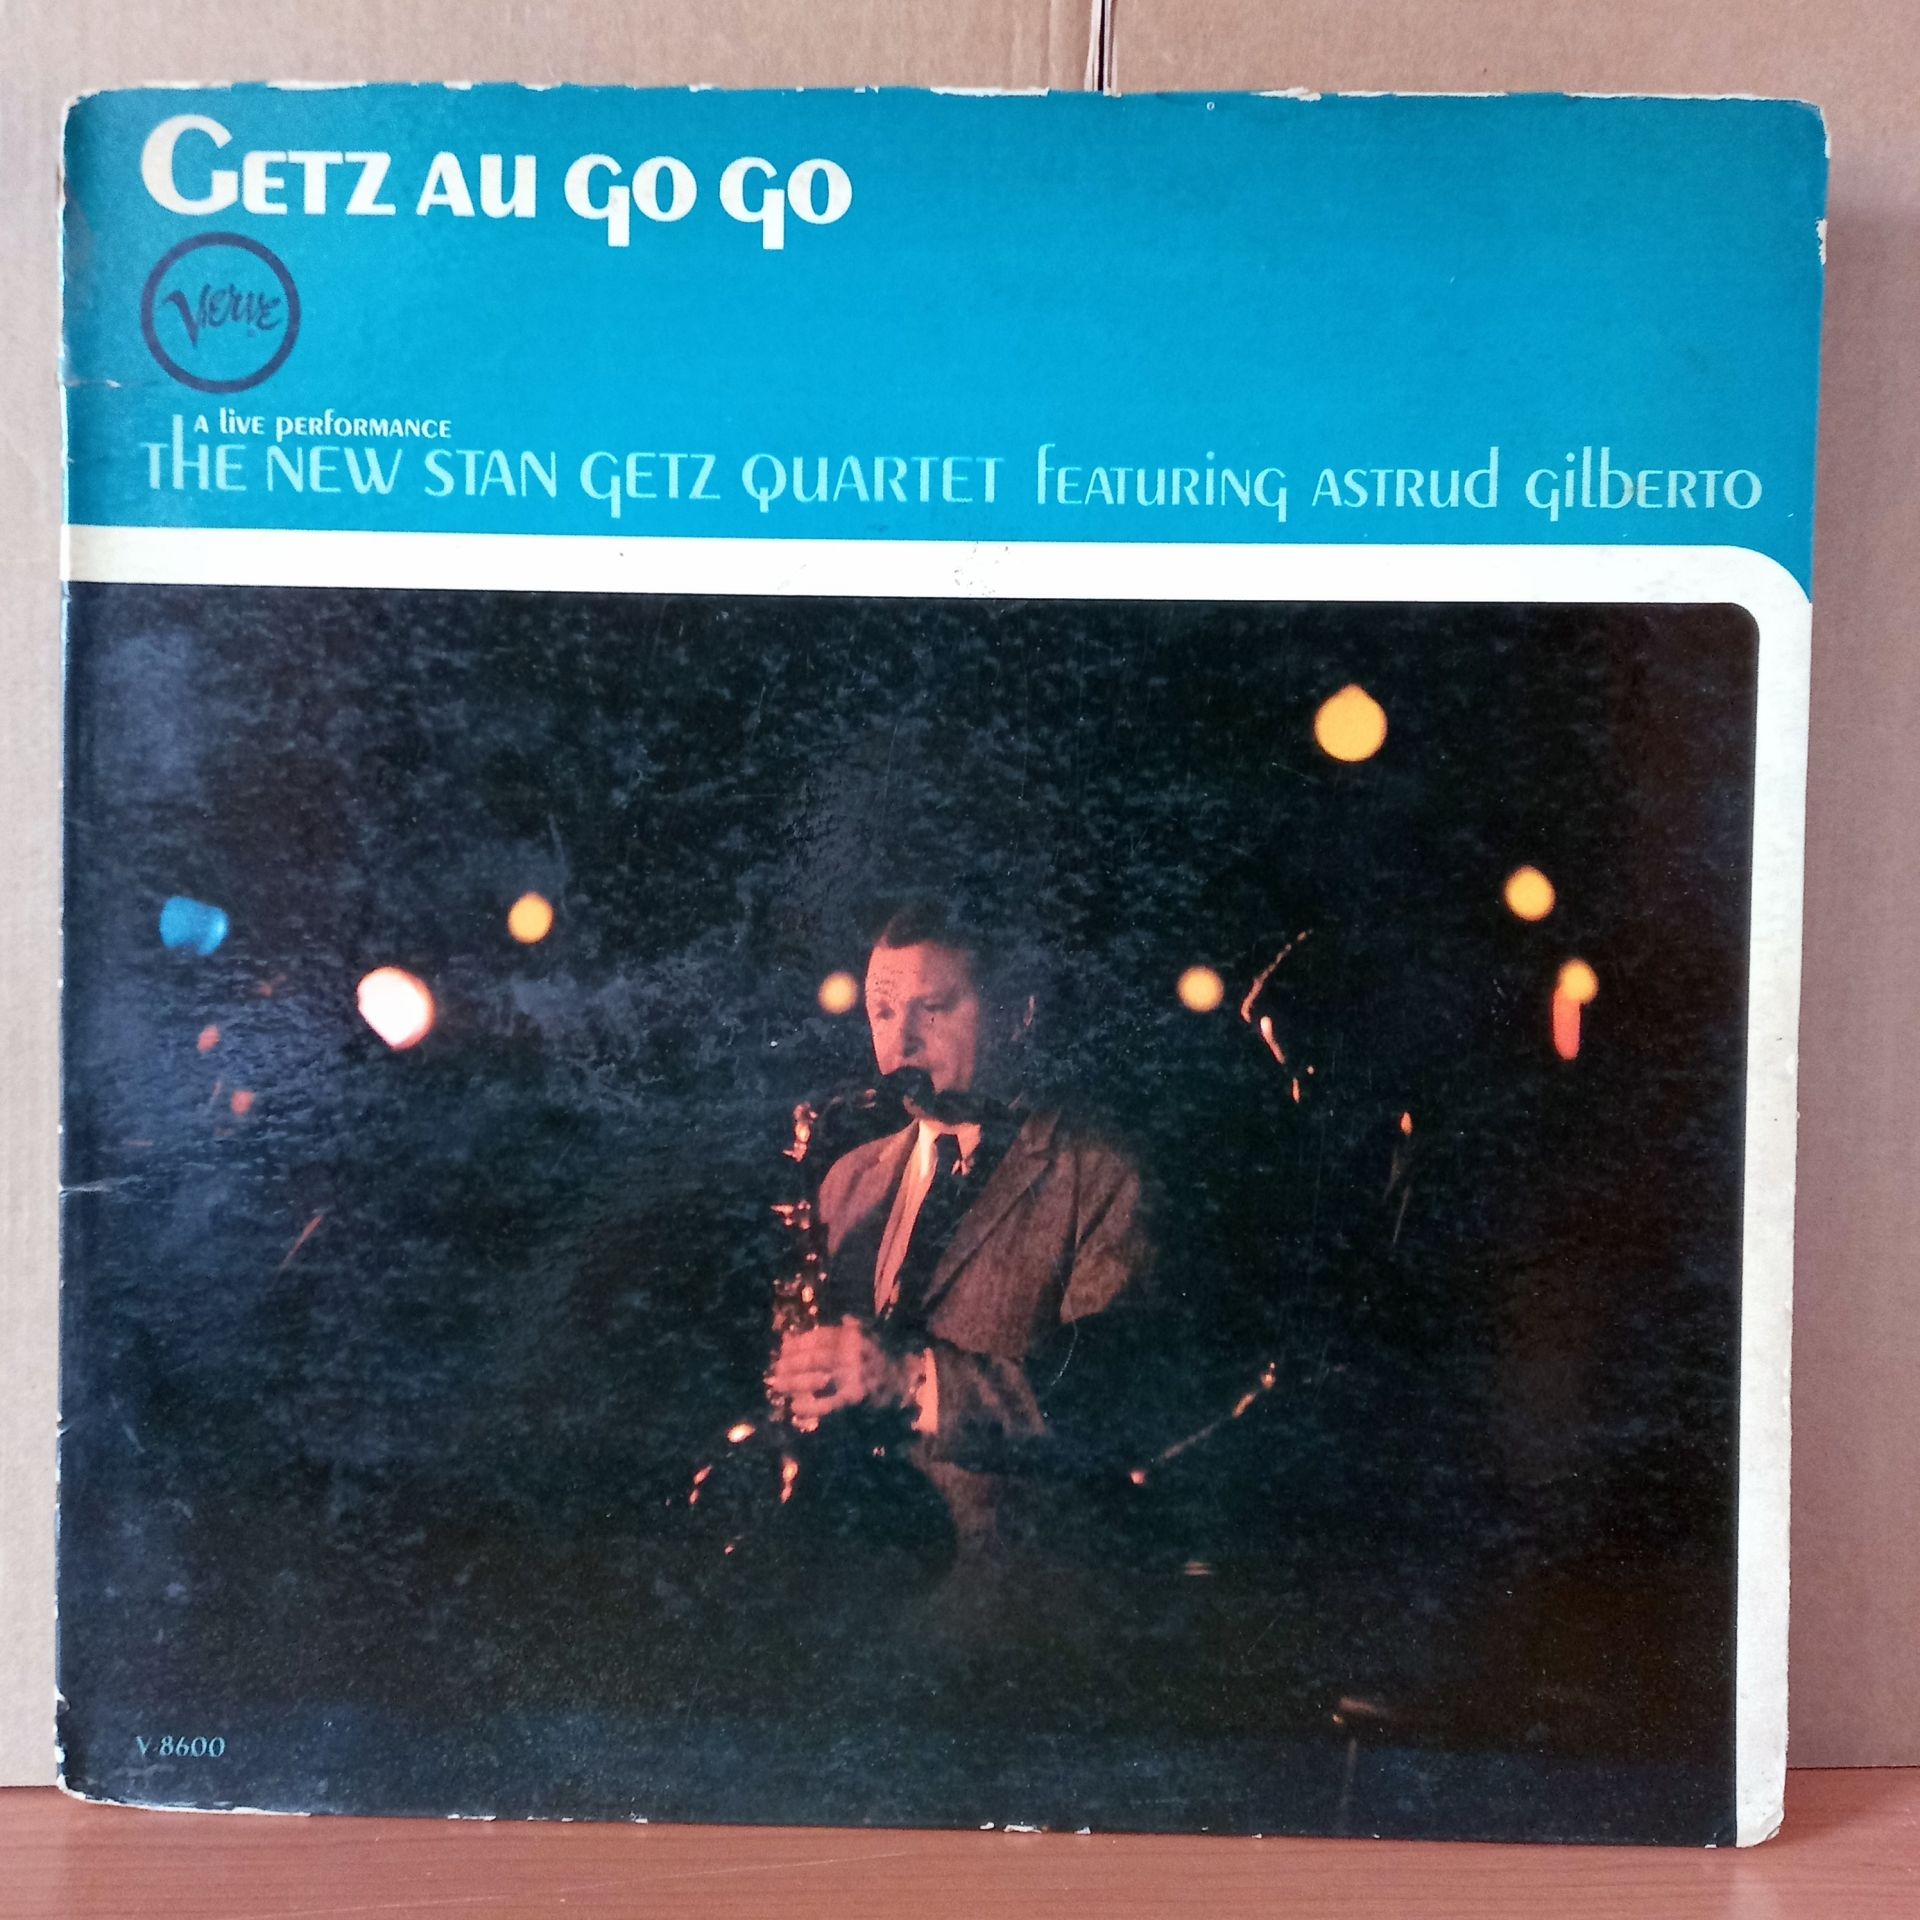 GETZ AU GO GO
Verve
A LIVE PERFORMANCE
THE NEW STAN GETZ QUARTET FEATURING ASTRUD GILBERTO
V-8600